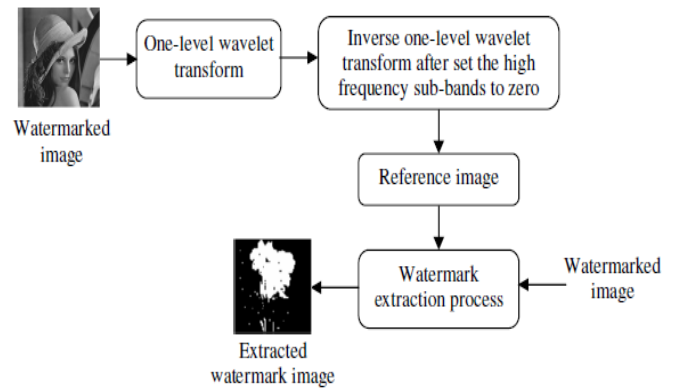 One-level wavelet
transform
Inverse one-level wavelet
transform after set the high
frequency sub-bands to zero
Watermarked
image
Reference image
Watermark
extraction process
Watermarked
image
Extracted
watermark image